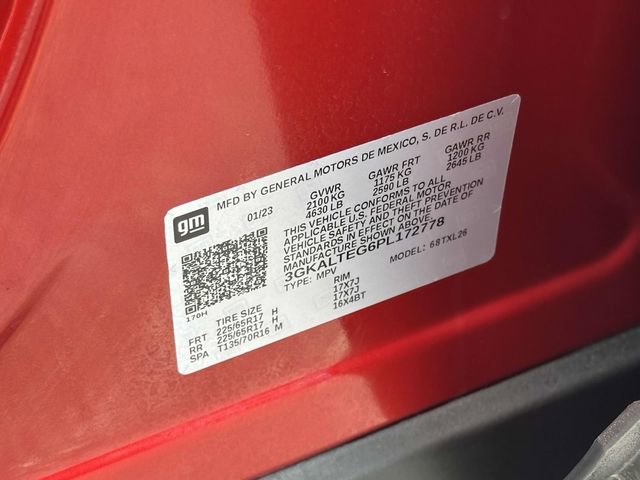 gm
MFD BY GENERAL MOTORS DE MEXICO, S. DE R.L. DE C.V.
01/23
GVWR GAWR FRT GAWR RR
2100 KG 1175 KG 1200 KG
4630 LB 2590 LB 2645 LB
THIS VEHICLE CONFORMS TO ALL
APPLICABLE U.S. FEDERAL MOTOR
VEHICLE SAFETY AND THEFT PREVENTION
STANDARDS IN EFFECT ON THE DATE OF
MANUFACTURE SHOWN ABOVE.
3GKALTEG6PL172778
TYPE: MPV MODEL: 68TXL26
170H
TIRE SIZE RIM
FRT 225/65R17 H 17X7J
RR 225/65R17 H 17X7J
SPA T135/70R16 M 16X4BT